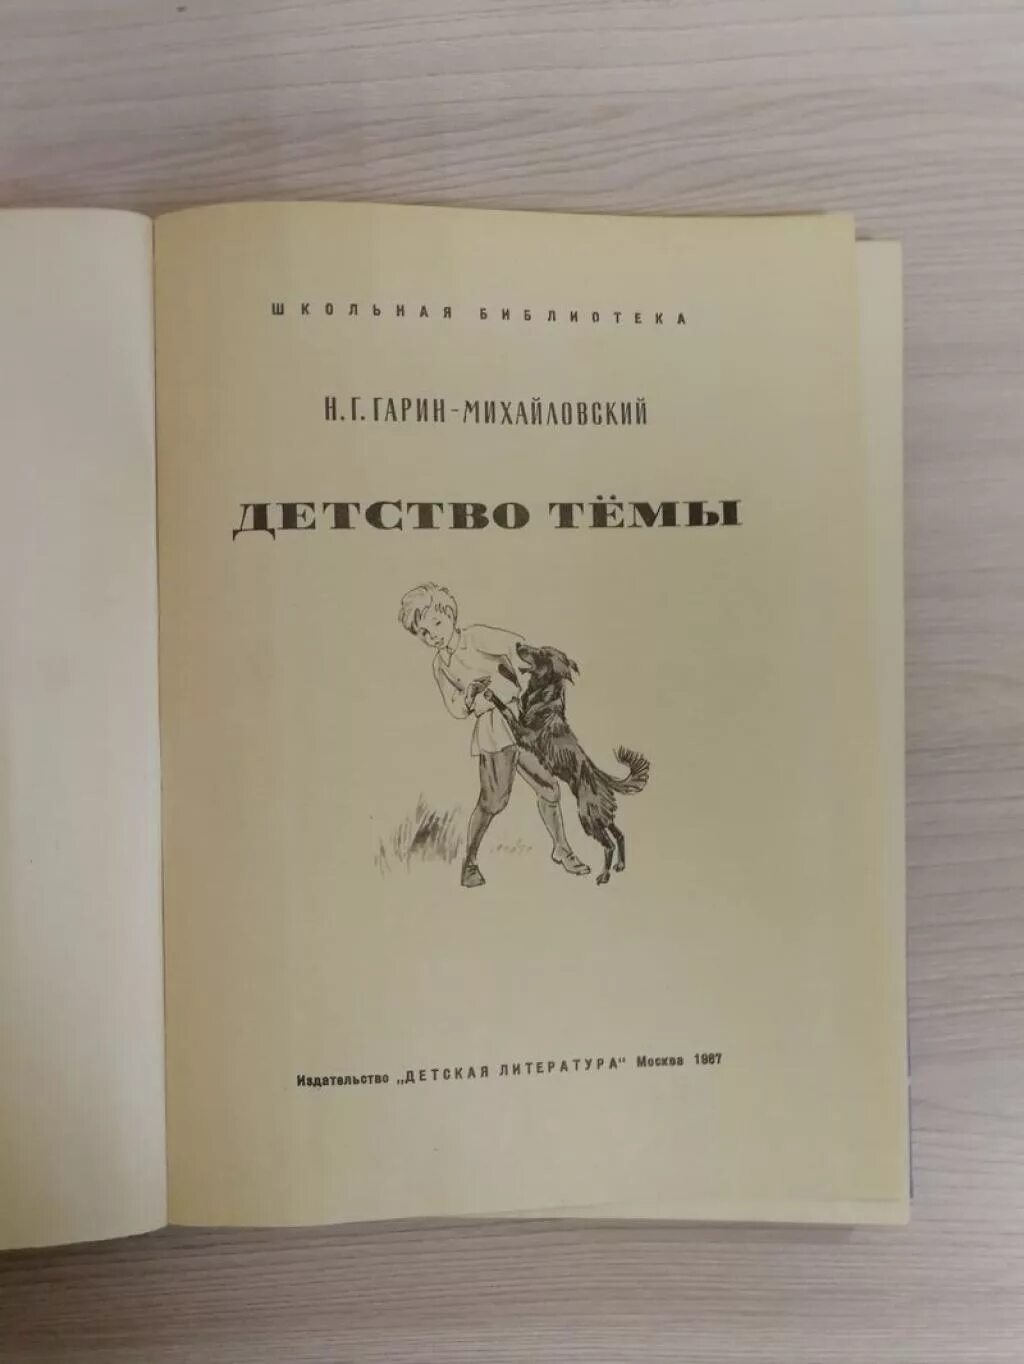 ШКОЛЬНАЯ БИБЛИОТЕКА
Н. Г. ГАРИН-МИХАЙЛОВСКИЙ
ДЕТСТВО ТЁМЫ
Издательство „ДЕТСКАЯ ЛИТЕРАТУРА“ Москва 1967